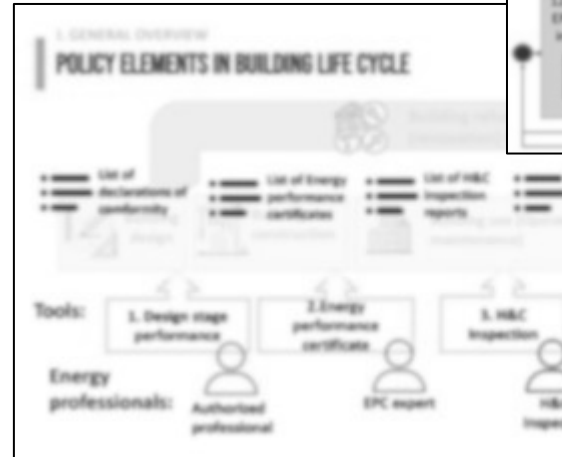 I. GENERAL OVERVIEW
POLICY ELEMENTS IN BUILDING LIFE CYCLE
List of
declarations of
conformity
design
List of Energy
performance
certificates
construction
List of H&C
Inspection
reports
Tools:
1. Design stage
performance
2.Energy
performance
certificate
3. H&C
Inspection
Energy
professionals:
Authorized
professional
EPC expert
H&C